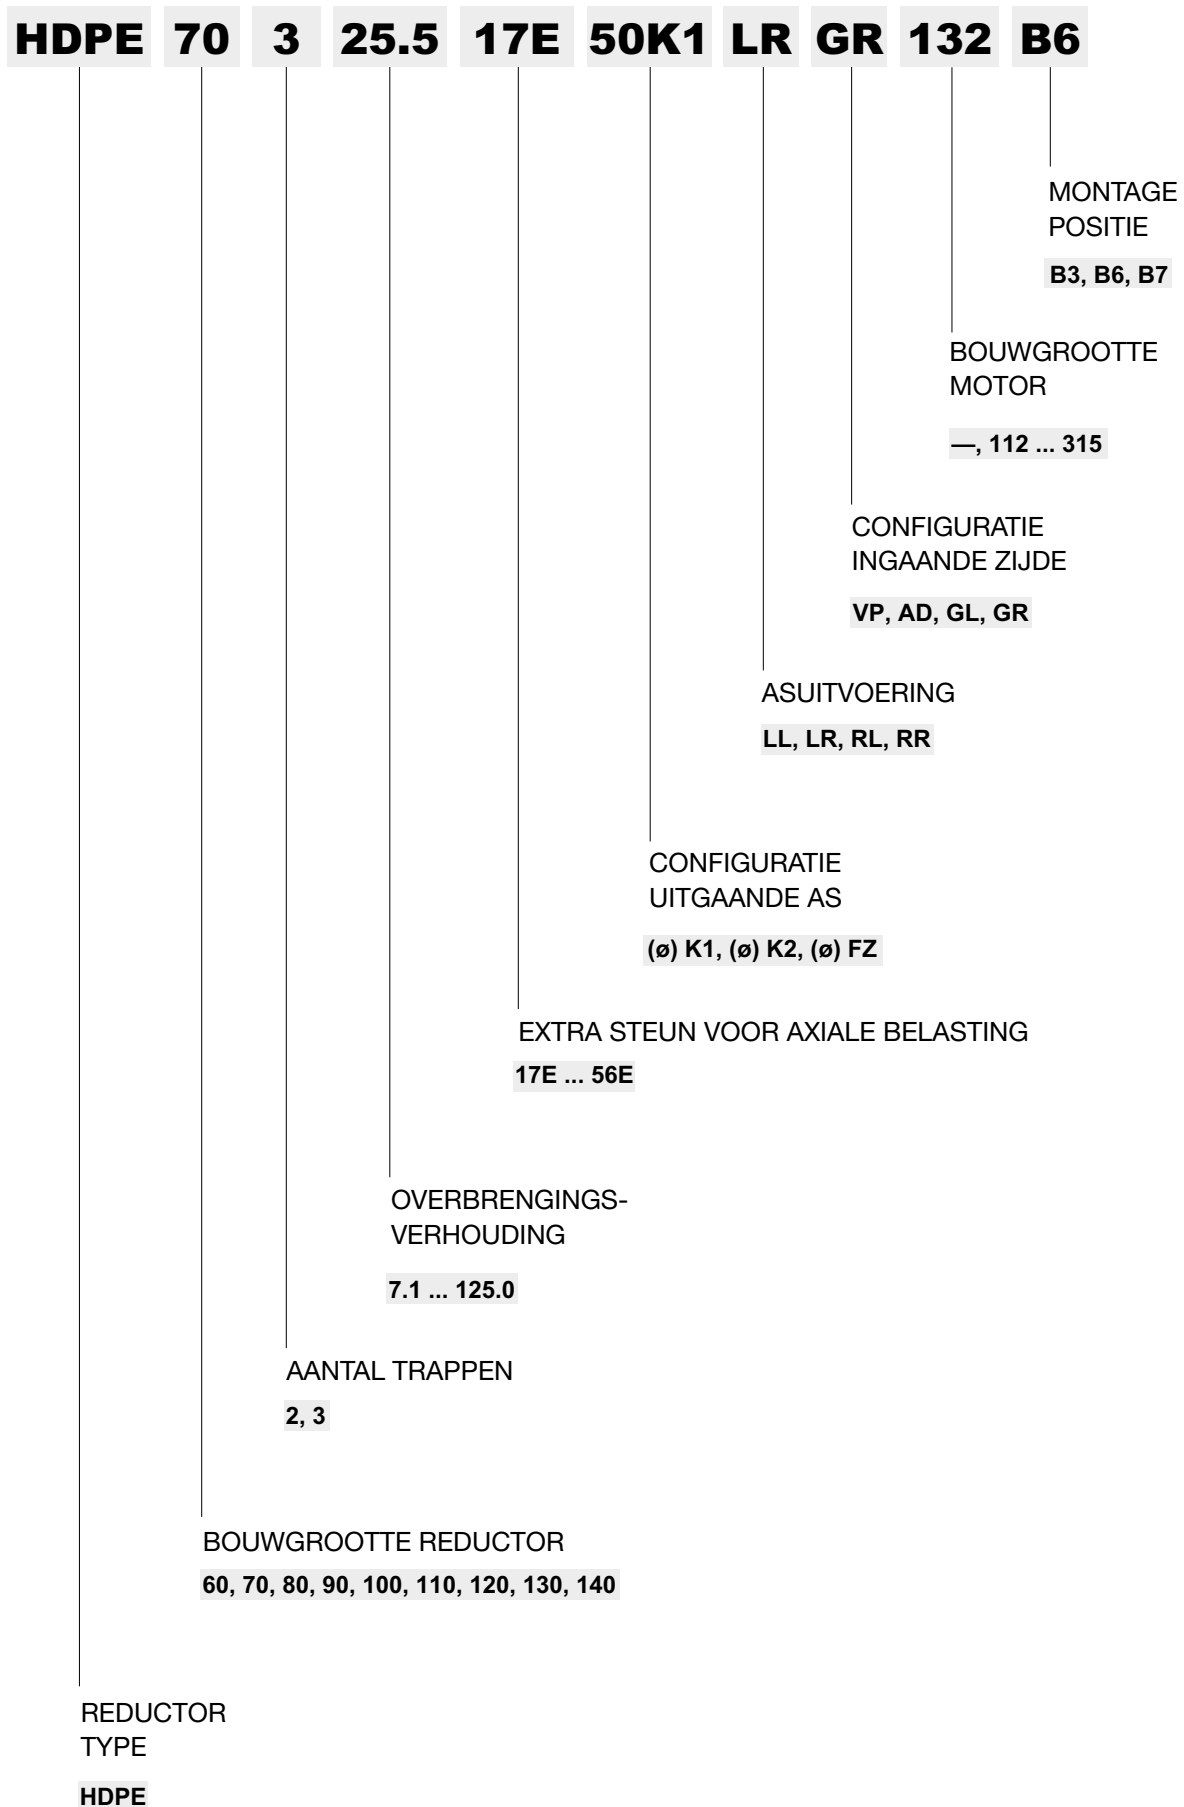 HDPE 70 3 25.5 17E 50K1 LR GR 132 B6
MONTAGE
POSITIE
B3, B6, B7
BOUWGROOTTE
MOTOR
—, 112 ... 315
CONFIGURATIE
INGAANDE ZIJDE
VP, AD, GL, GR
ASUITVOERING
LL, LR, RL, RR
CONFIGURATIE
UITGAANDE AS
(ø) K1, (ø) K2, (ø) FZ
EXTRA STEUN VOOR AXIALE BELASTING
17E ... 56E
OVERBRENGINGS-
VERHOUDING
7.1 ... 125.0
AANTAL TRAPPEN
2, 3
BOUWGROOTTE REDUCTOR
60, 70, 80, 90, 100, 110, 120, 130, 140
REDUCTOR
TYPE
HDPE